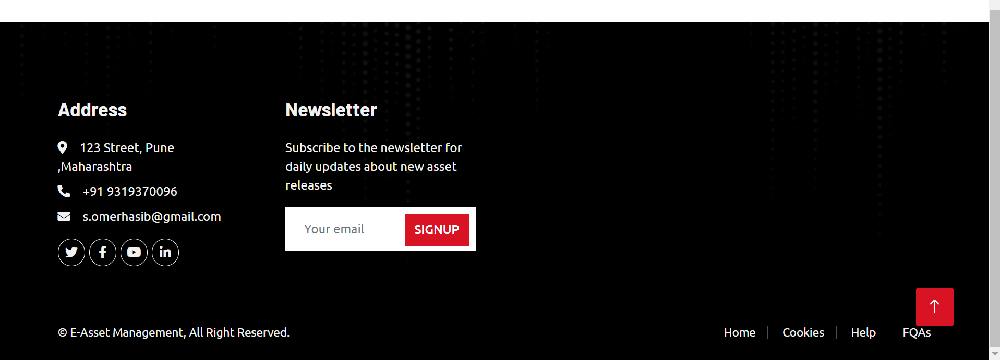 Address
123 Street, Pune
,Maharashtra
+91 9319370096
s.omerhasib@gmail.com
Newsletter
Subscribe to the newsletter for
daily updates about new asset
releases
Your email
SIGNUP
© E-Asset Management, All Right Reserved.
Home
Cookies
Help
FQAs